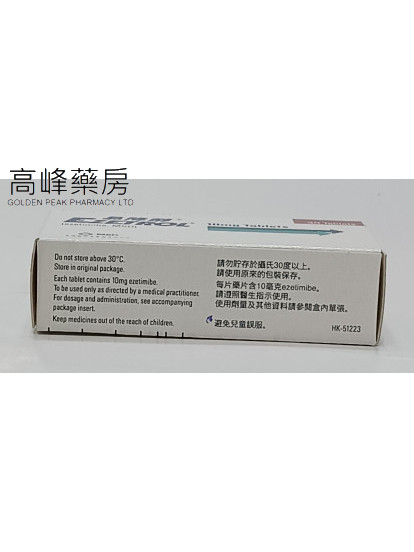 高峰藥房
GOLDEN PEAK PHARMACY LTD
EZETROL
10mg Tablets
Do not store above 30°C.
Store in original package.
Each tablet contains 10mg ezetimibe.
To be used only as directed by a medical practitioner.
For dosage and administration, see accompanying
package insert.
Keep medicines out of the reach of children.
請勿貯存於攝氏30度以上。
請使用原來的包裝保存。
每片藥片含10毫克ezetimibe.
請遵照醫生指示使用。
使用劑量及其他資料請參閱盒內單張。
避免兒童誤服。
HK-51223